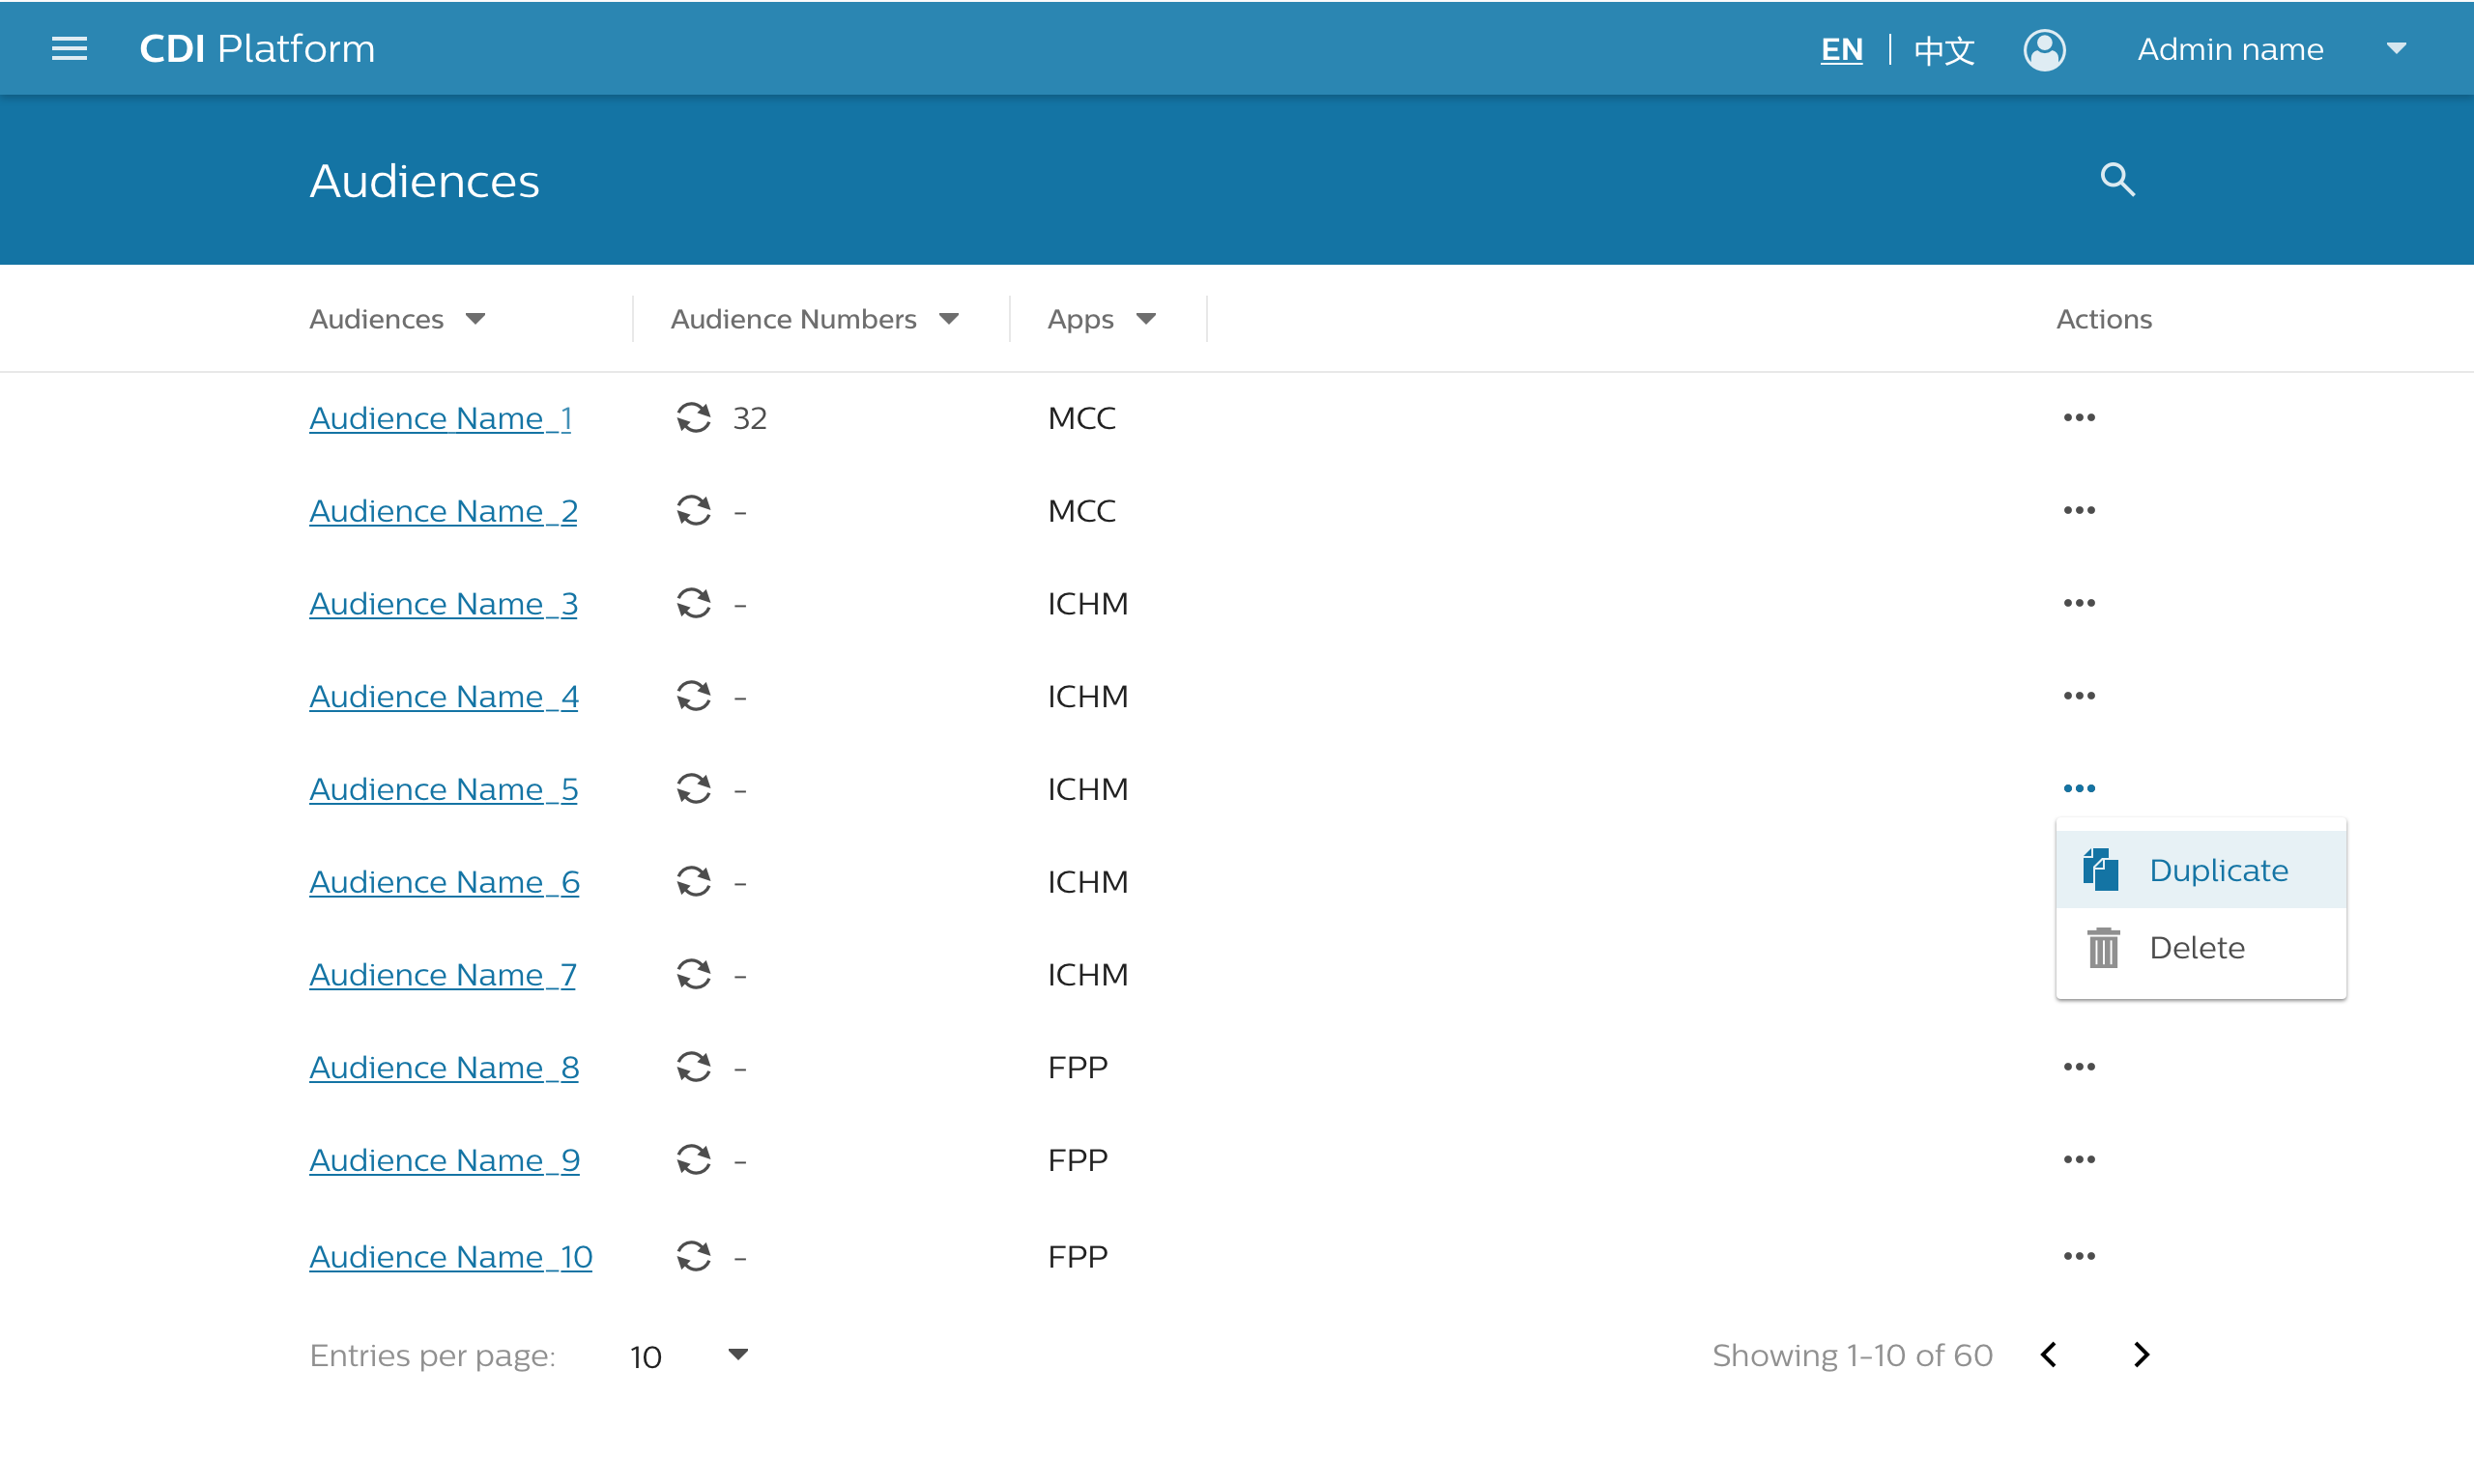 CDI Platform EN | 中文 Admin name
Audiences
Audiences Audience Numbers Apps Actions
Audience Name_1 32 MCC
Audience Name_2 - MCC
Audience Name_3 - ICHM
Audience Name_4 - ICHM
Audience Name_5 - ICHM
Duplicate
Audience Name_6 - ICHM
Delete
Audience Name_7 - ICHM
Audience Name_8 - FPP
Audience Name_9 - FPP
Audience Name_10 - FPP
Entries per page: 10 Showing 1-10 of 60